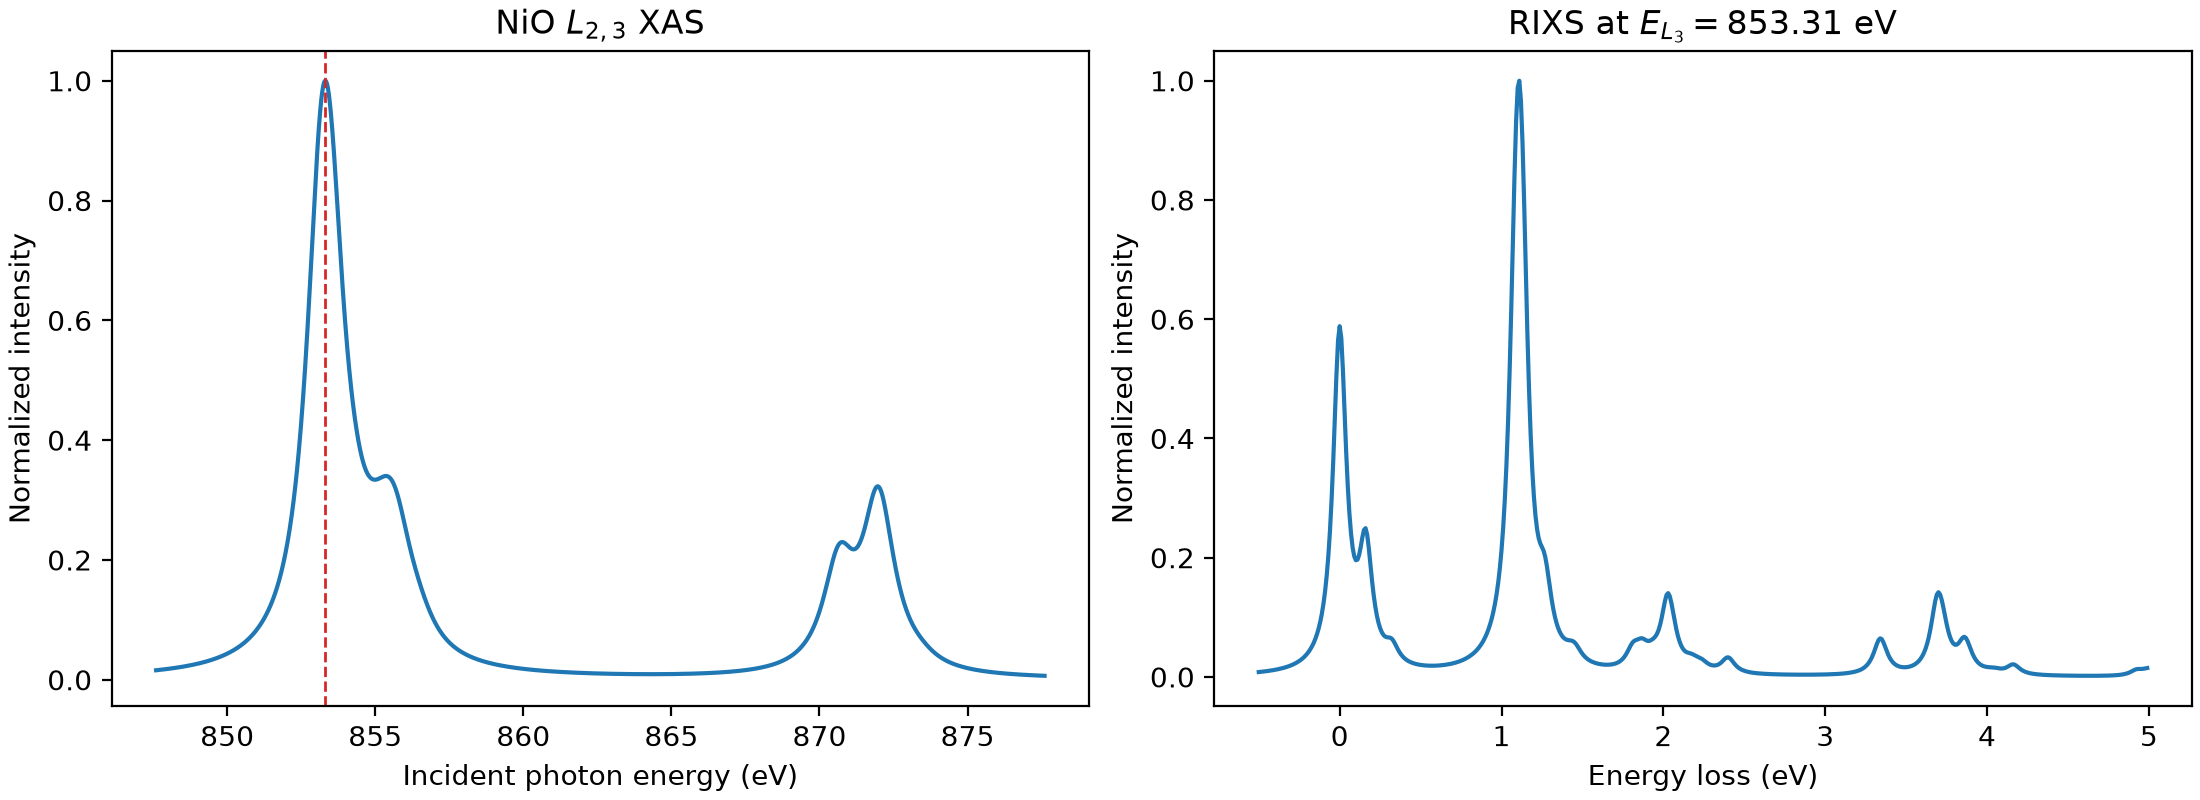 NiO L2,3 XAS
1.0
0.8
0.6
0.4
0.2
0.0
Normalized intensity
850 855 860 865 870 875
Incident photon energy (eV)
RIXS at EL3 = 853.31 eV
1.0
0.8
0.6
0.4
0.2
0.0
Normalized intensity
0 1 2 3 4 5
Energy loss (eV)